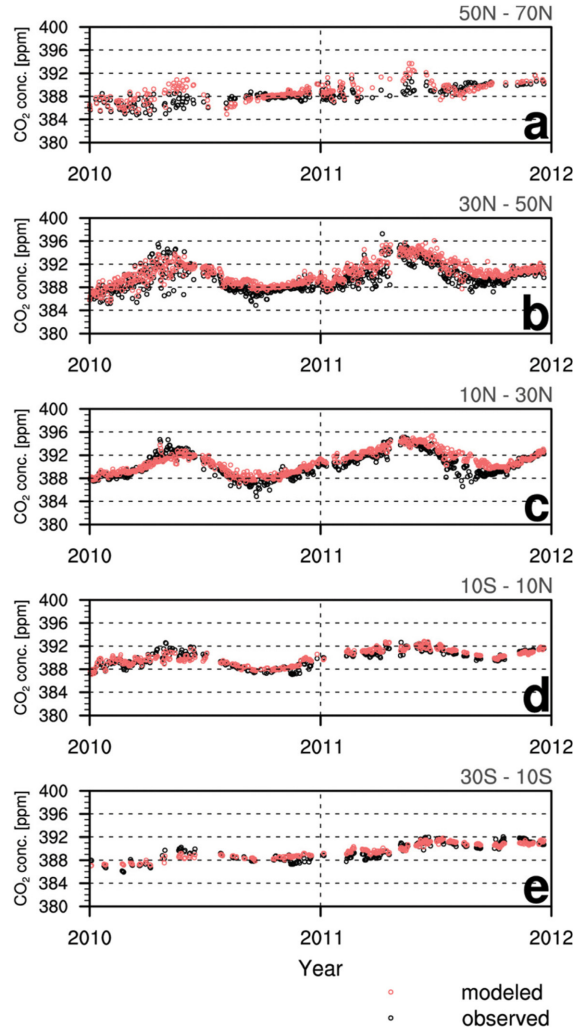 50N - 70N
CO2 conc. [ppm]
400
396
392
388
384
380
a
2010
2011
2012
30N - 50N
CO2 conc. [ppm]
400
396
392
388
384
380
b
2010
2011
2012
10N - 30N
CO2 conc. [ppm]
400
396
392
388
384
380
c
2010
2011
2012
10S - 10N
CO2 conc. [ppm]
400
396
392
388
384
380
d
2010
2011
2012
30S - 10S
CO2 conc. [ppm]
400
396
392
388
384
380
e
2010
2011
2012
Year
modeled
observed